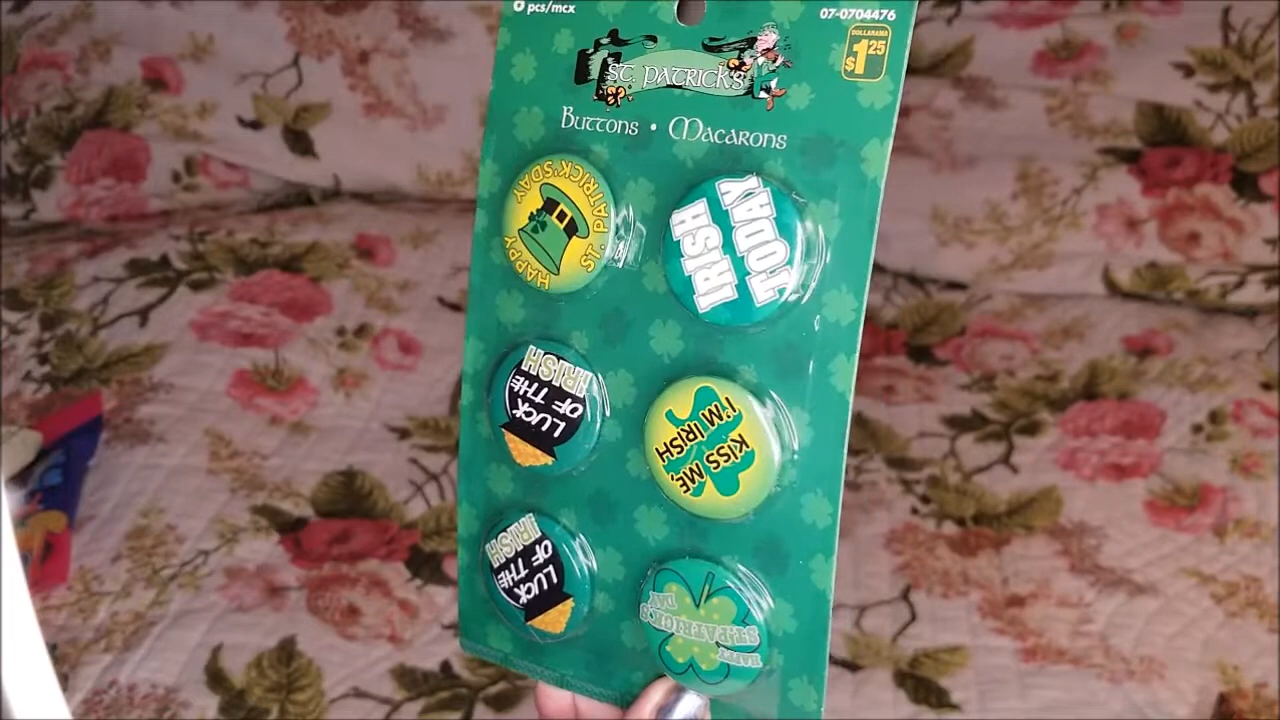 6 pcs/mcx
07-0704476
DOLLARAMA
$1.25
ST. PATRICK'S
Buttons • Macarons
HAPPY
ST. PATRICK'S DAY
IRISH
TODAY
LUCK
OF THE
IRISH
KISS ME,
I'M IRISH
LUCK
OF THE
IRISH
HAPPY
ST. PATRICK'S
DAY